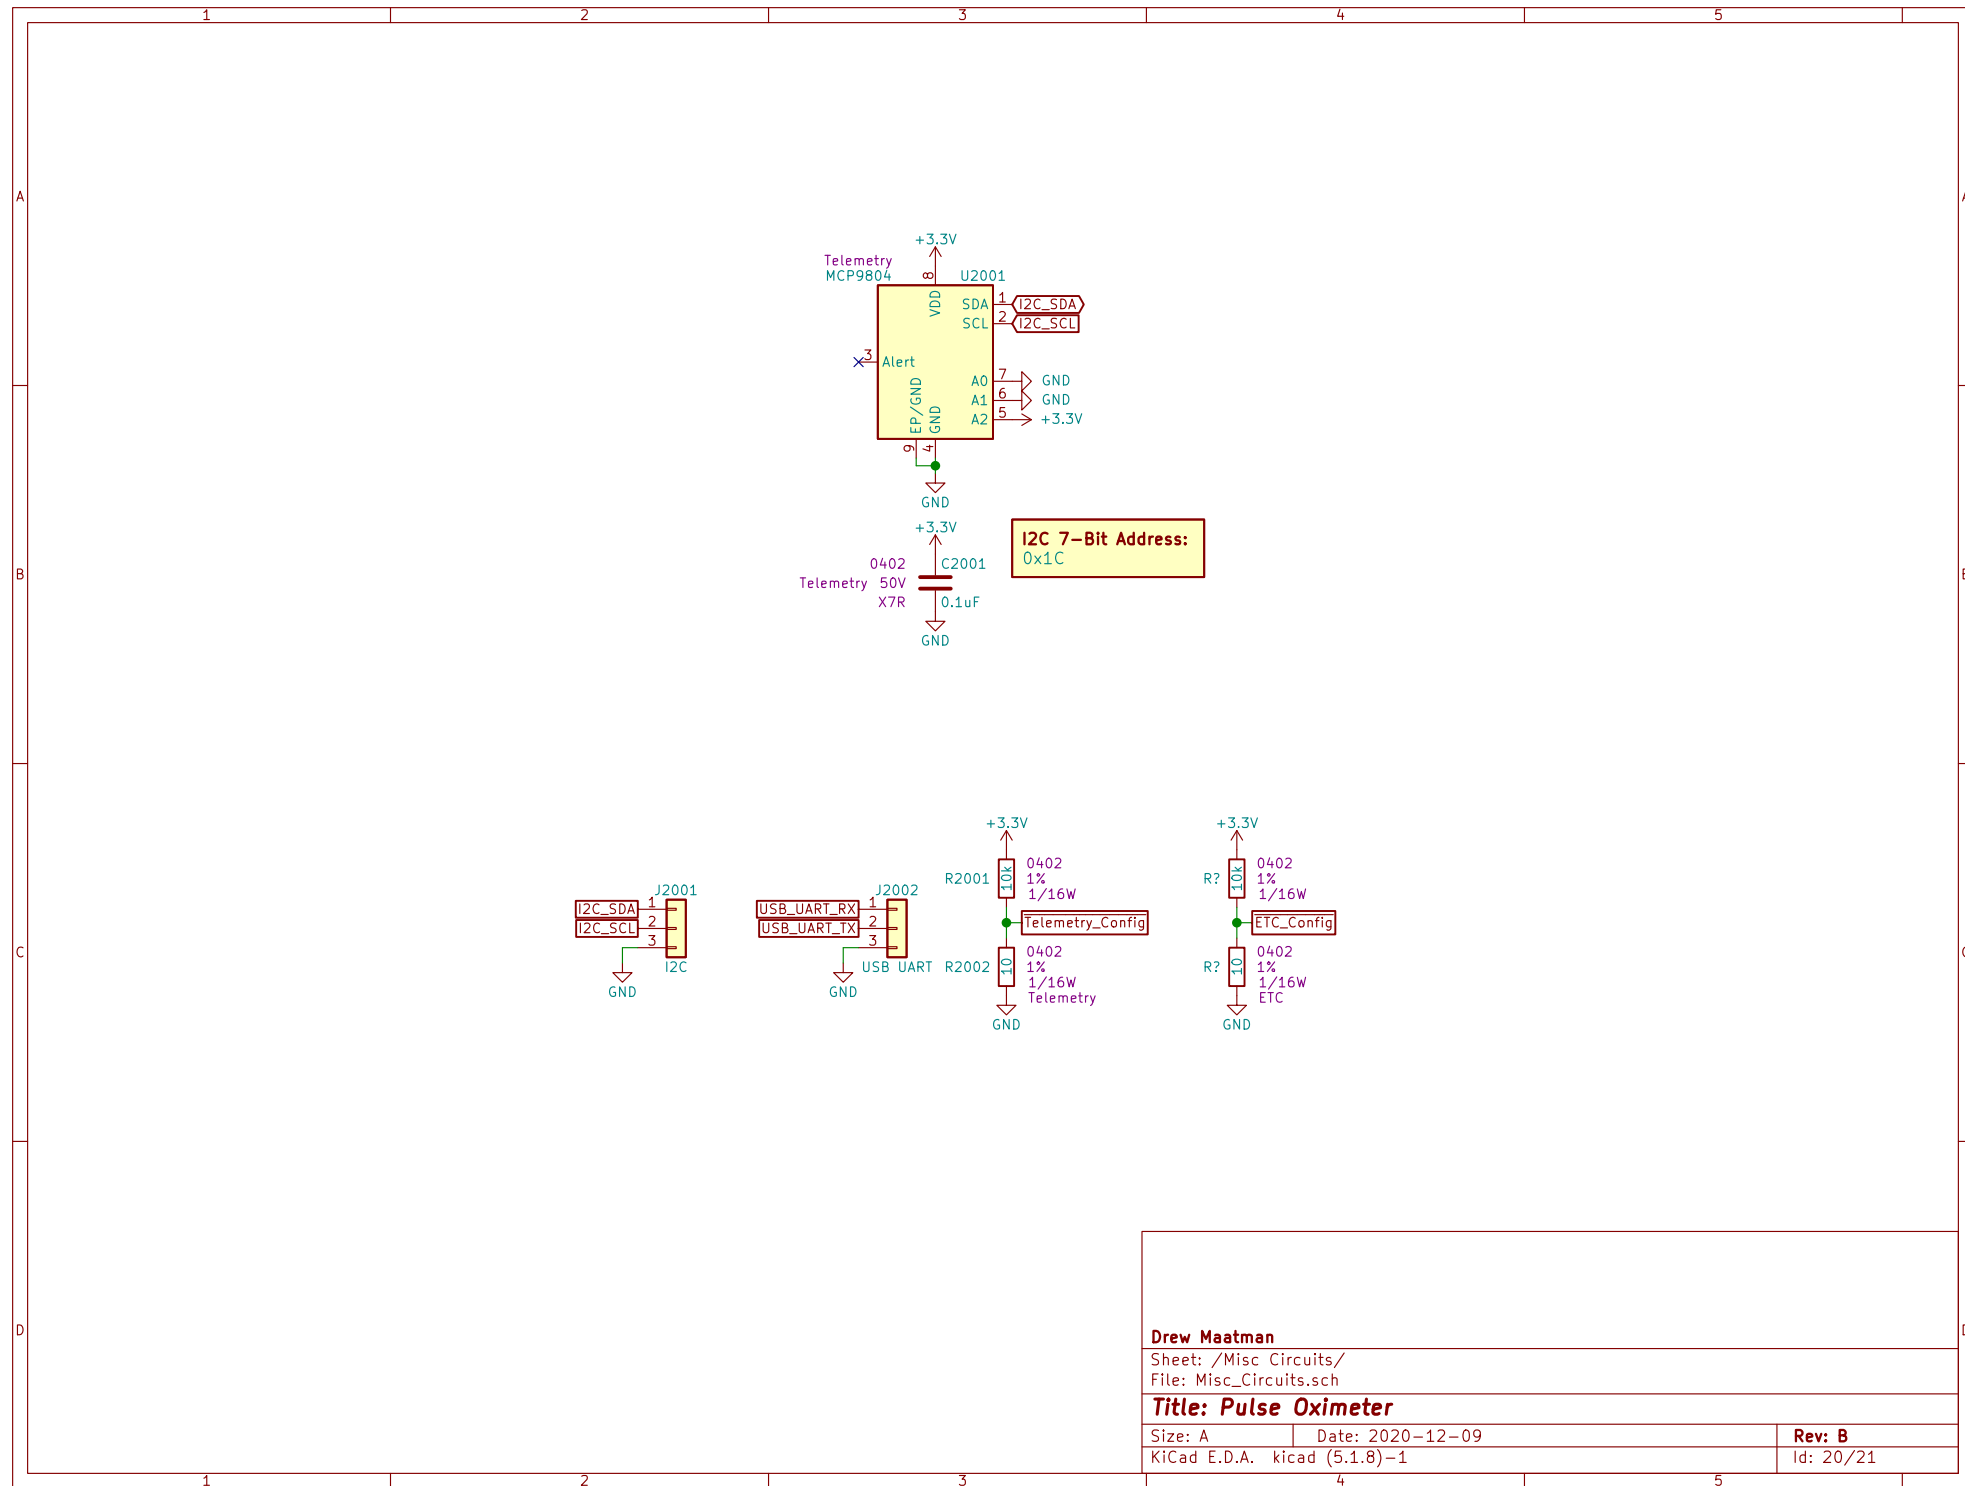 1 2 3 4 5
A
B
C
D
+3.3V
Telemetry
MCP9804
U2001
8
VDD
SDA 1 I2C_SDA
SCL 2 I2C_SCL
3 Alert
A0 7 GND
A1 6 GND
A2 5 +3.3V
EP/GND
GND
9
4
GND
I2C 7-Bit Address:
0x1C
+3.3V
0402 C2001
Telemetry 50V
X7R 0.1uF
GND
J2001
I2C_SDA 1
I2C_SCL 2
3
I2C
GND
J2002
USB_UART_RX 1
USB_UART_TX 2
3
USB UART
GND
+3.3V
R2001 10k
0402
1%
1/16W
Telemetry_Config
R2002 10
0402
1%
1/16W
Telemetry
GND
+3.3V
R? 10k
0402
1%
1/16W
ETC_Config
R? 10
0402
1%
1/16W
ETC
GND
Drew Maatman
Sheet: /Misc Circuits/
File: Misc_Circuits.sch
Title: Pulse Oximeter
Size: A Date: 2020-12-09 Rev: B
KiCad E.D.A. kicad (5.1.8)-1 Id: 20/21
1 2 3 4 5